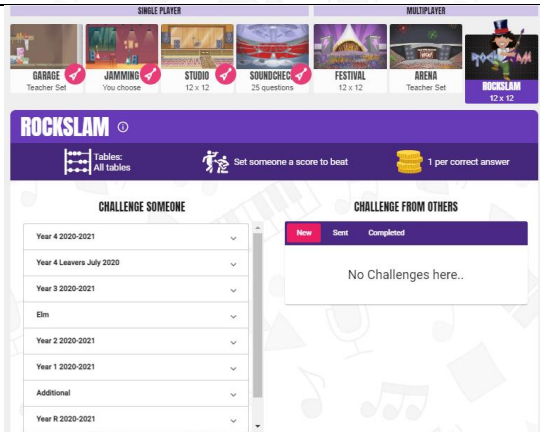 SINGLE PLAYER
MULTIPLAYER
GARAGE
Teacher Set
JAMMING
You choose
STUDIO
12 x 12
SOUNDCHEC
25 questions
FESTIVAL
12 x 12
ARENA
Teacher Set
ROCKSLAM
ROCKSLAM
12 x 12
ROCKSLAM
Tables:
All tables
Set someone a score to beat
1 per correct answer
CHALLENGE SOMEONE
Year 4 2020-2021
Year 4 Leavers July 2020
Year 3 2020-2021
Elm
Year 2 2020-2021
Year 1 2020-2021
Additional
Year R 2020-2021
CHALLENGE FROM OTHERS
New Sent Completed
No Challenges here..